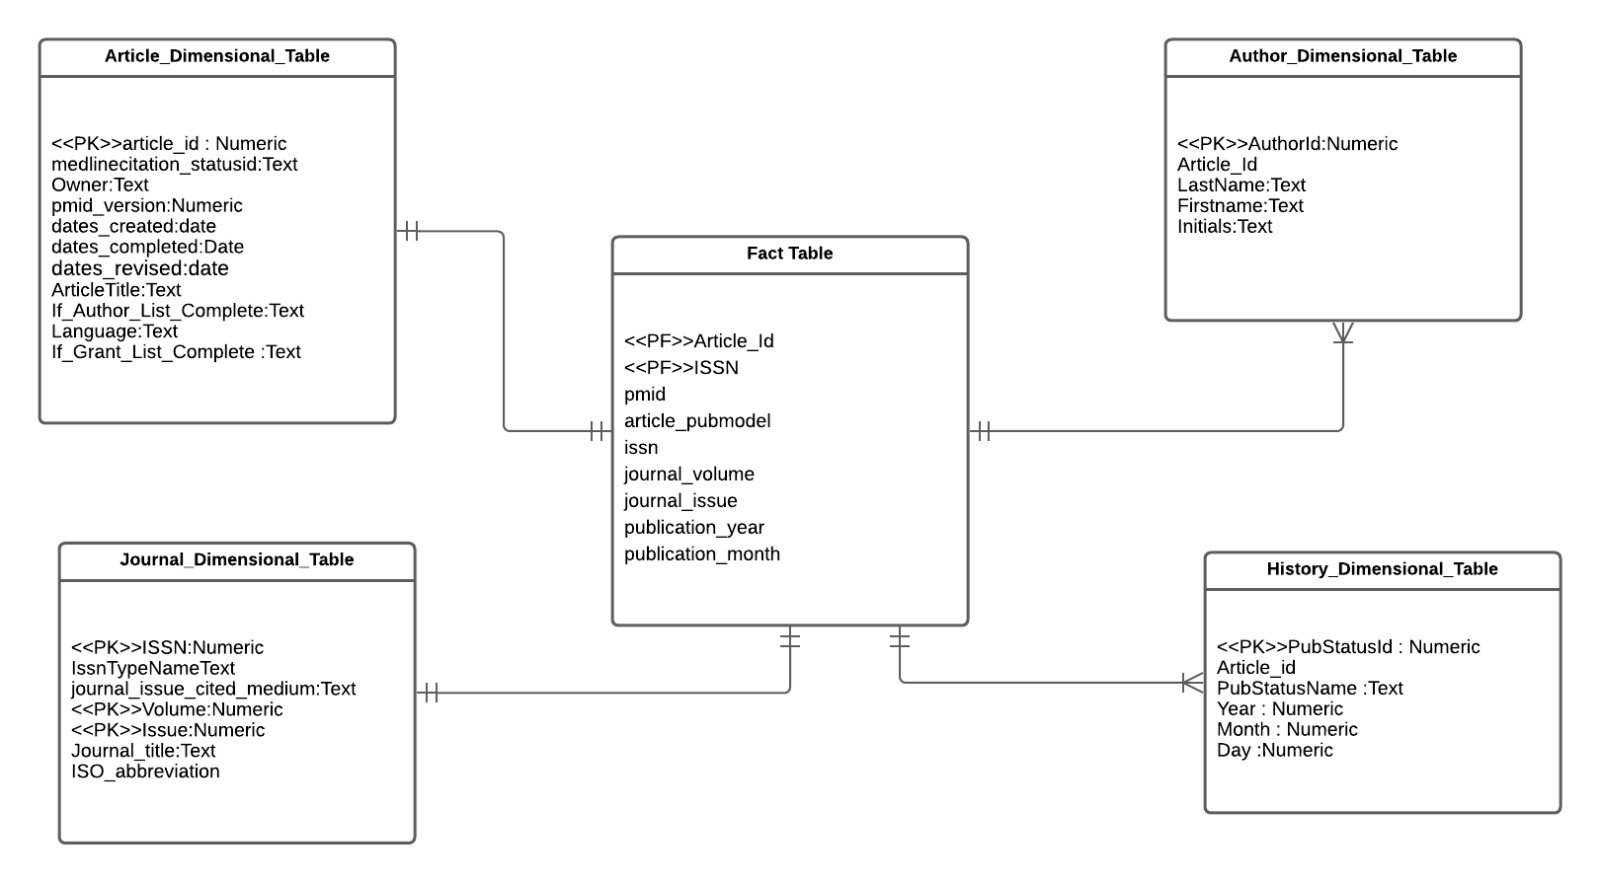 Article_Dimensional_Table
<<PK>>article_id : Numeric
medlinecitation_statusid:Text
Owner:Text
pmid_version:Numeric
dates_created:date
dates_completed:Date
dates_revised:date
ArticleTitle:Text
If_Author_List_Complete:Text
Language:Text
If_Grant_List_Complete :Text
Author_Dimensional_Table
<<PK>>AuthorId:Numeric
Article_Id
LastName:Text
Firstname:Text
Initials:Text
Fact Table
<<PF>>Article_Id
<<PF>>ISSN
pmid
article_pubmodel
issn
journal_volume
journal_issue
publication_year
publication_month
Journal_Dimensional_Table
<<PK>>ISSN:Numeric
IssnTypeNameText
journal_issue_cited_medium:Text
<<PK>>Volume:Numeric
<<PK>>Issue:Numeric
Journal_title:Text
ISO_abbreviation
History_Dimensional_Table
<<PK>>PubStatusId : Numeric
Article_id
PubStatusName :Text
Year : Numeric
Month : Numeric
Day :Numeric